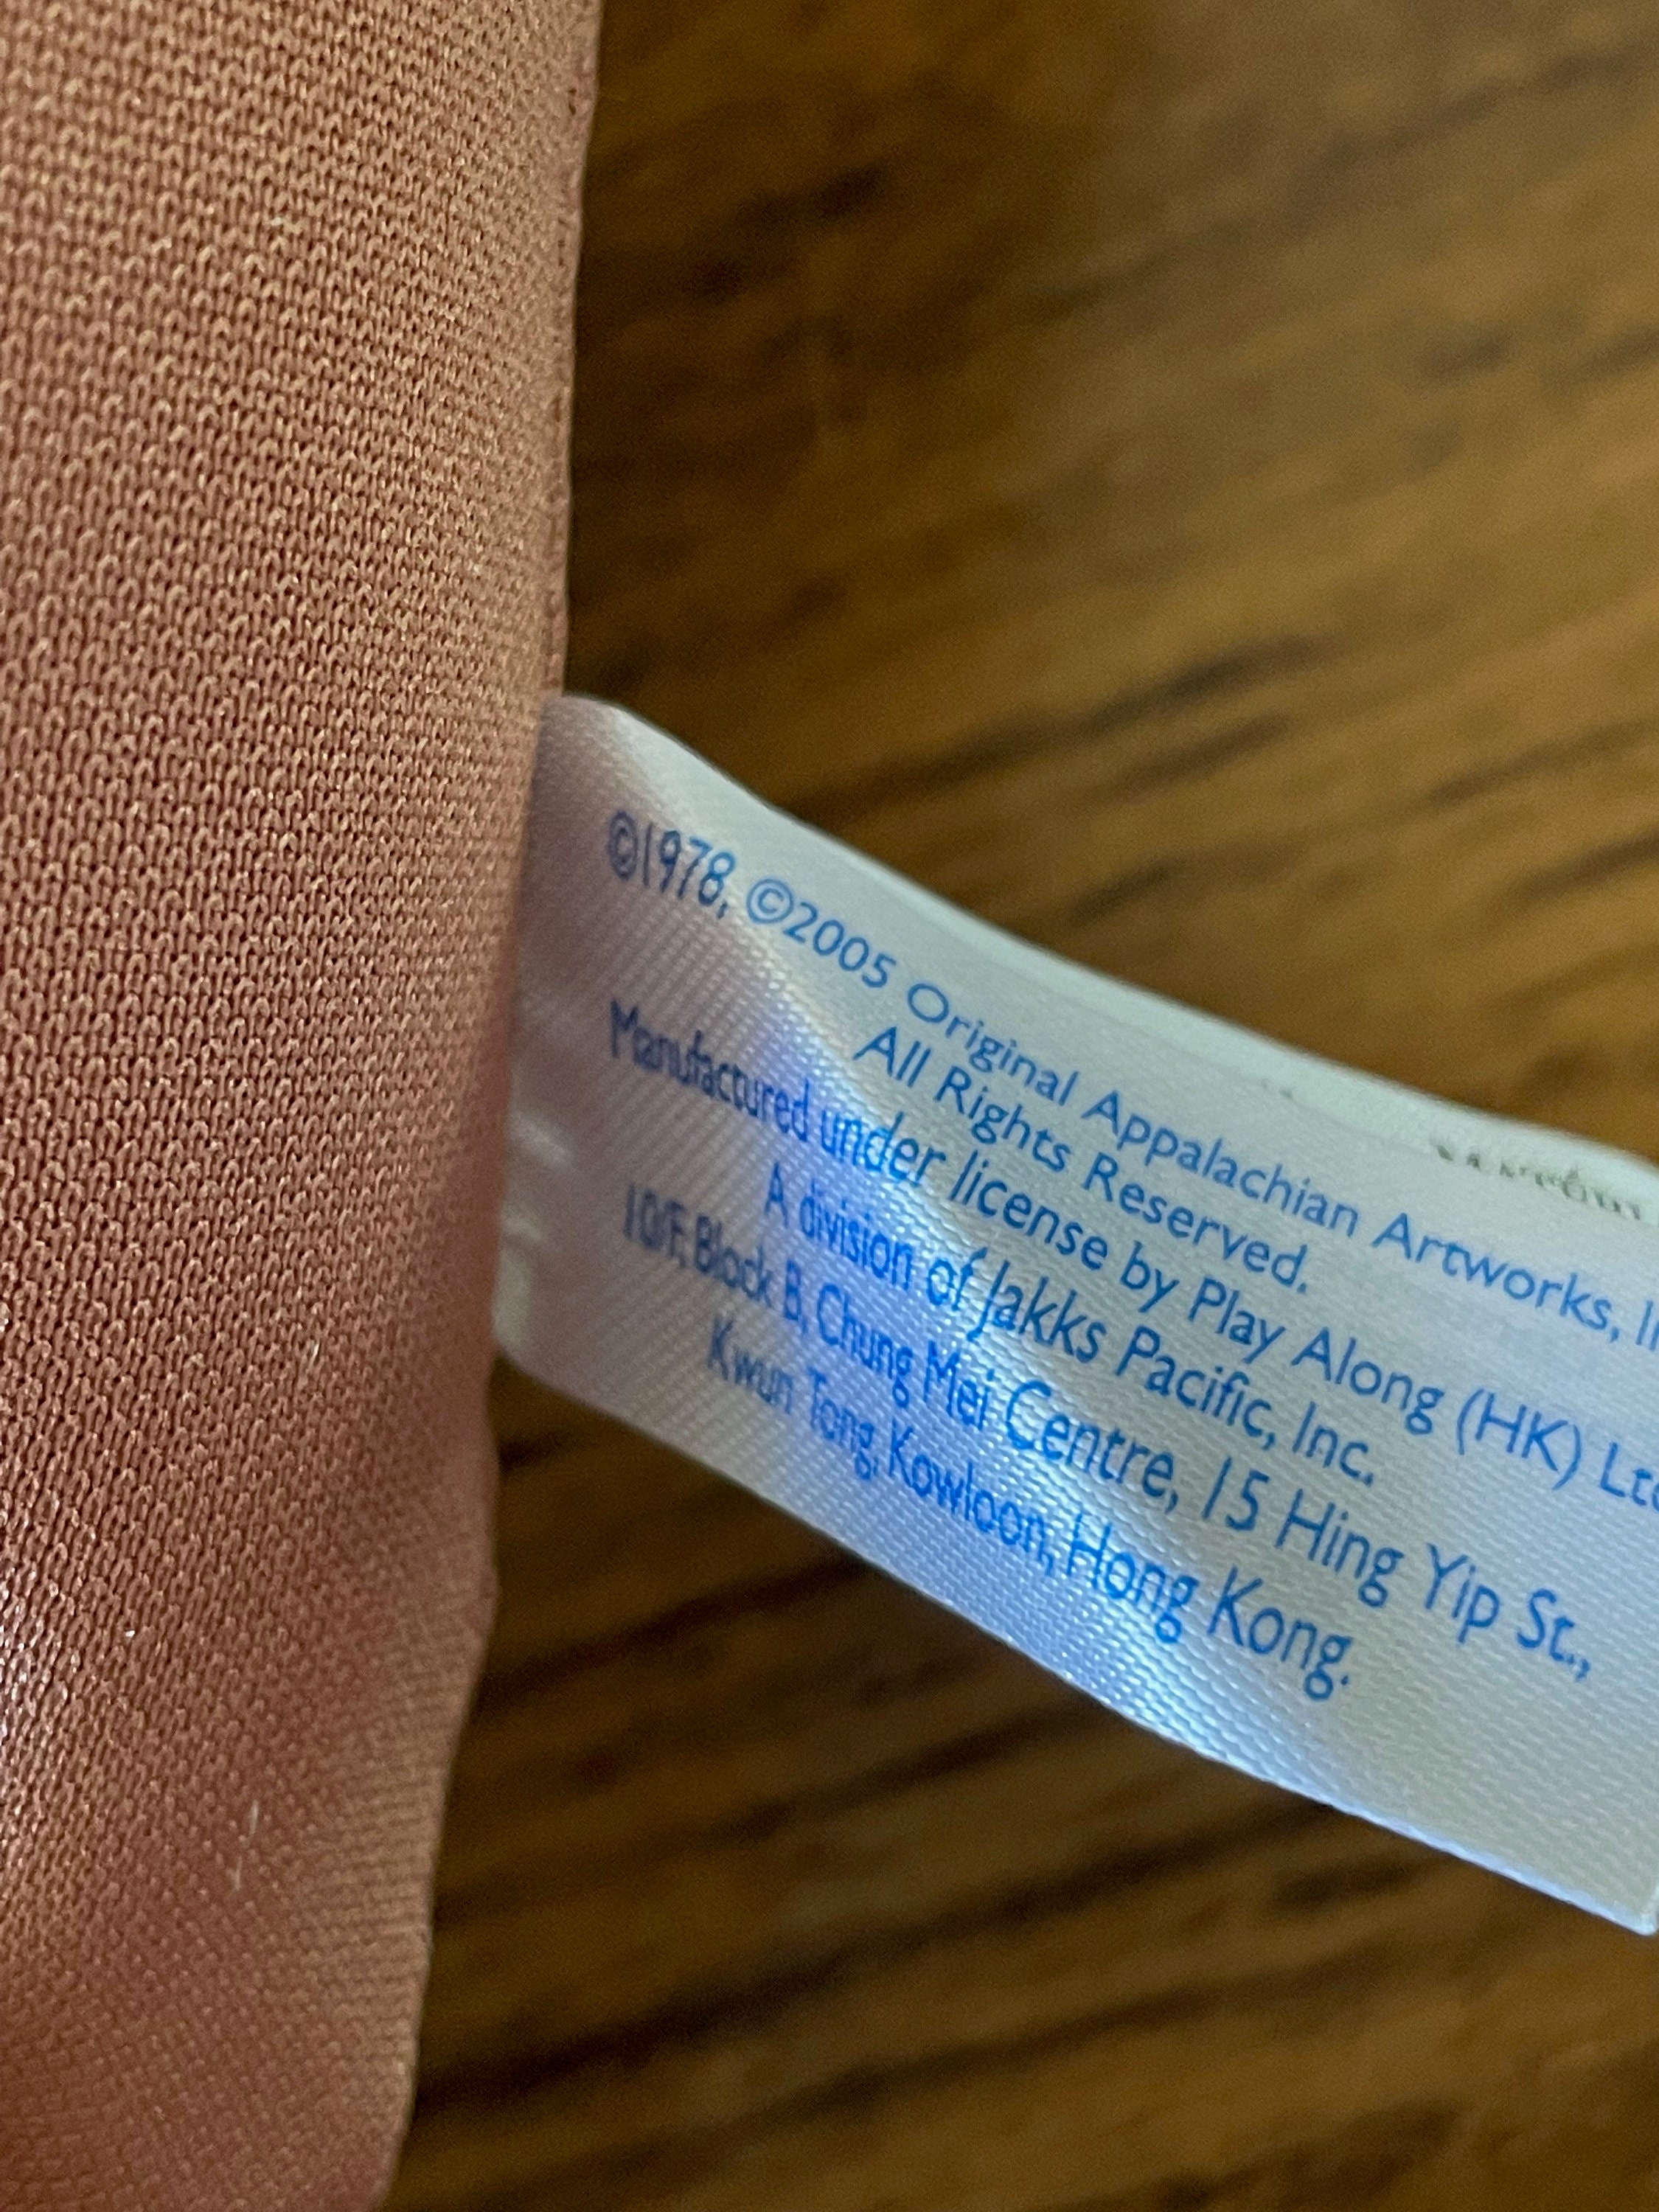 ©1978, ©2005 Original Appalachian Artworks,
All Rights Reserved.
Manufactured under license by Play Along (HK)
A division of Jakks Pacific, Inc.
10/F, Block B, Chung Mei Centre, 15 Hing Yip St.,
Kwun Tong, Kowloon, Hong Kong.